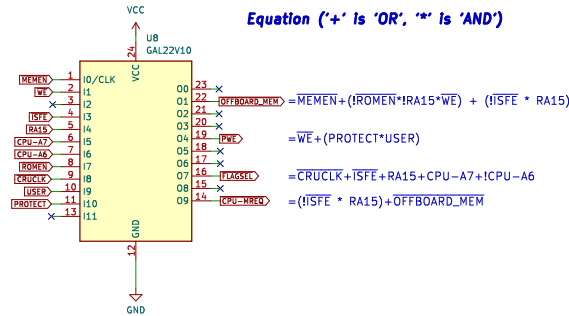 VCC
Equation ('+' is 'OR', '*' is 'AND')
U8
GAL22V10
24
VCC
MEMEN 1 I0/CLK
WE 2 I1
3 I2
ISFE 4 I3
RA15 5 I4
CPU-A7 6 I5
CPU-A6 7 I6
ROMEN 8 I7
CRUCLK 9 I8
USER 10 I9
PROTECT 11 I10
13 I11
O0 23
O1 22 OFFBOARD_MEM =MEMEN+(!ROMEN*!RA15*WE) + (!ISFE * RA15)
O2 21
O3 20
O4 19 PWE =WE+(PROTECT*USER)
O5 18
O6 17
O7 16 FLAGSEL =CRUCLK+ISFE+RA15+CPU-A7+!CPU-A6
O8 15
O9 14 CPU-MREQ =(!ISFE * RA15)+OFFBOARD_MEM
GND
12
GND